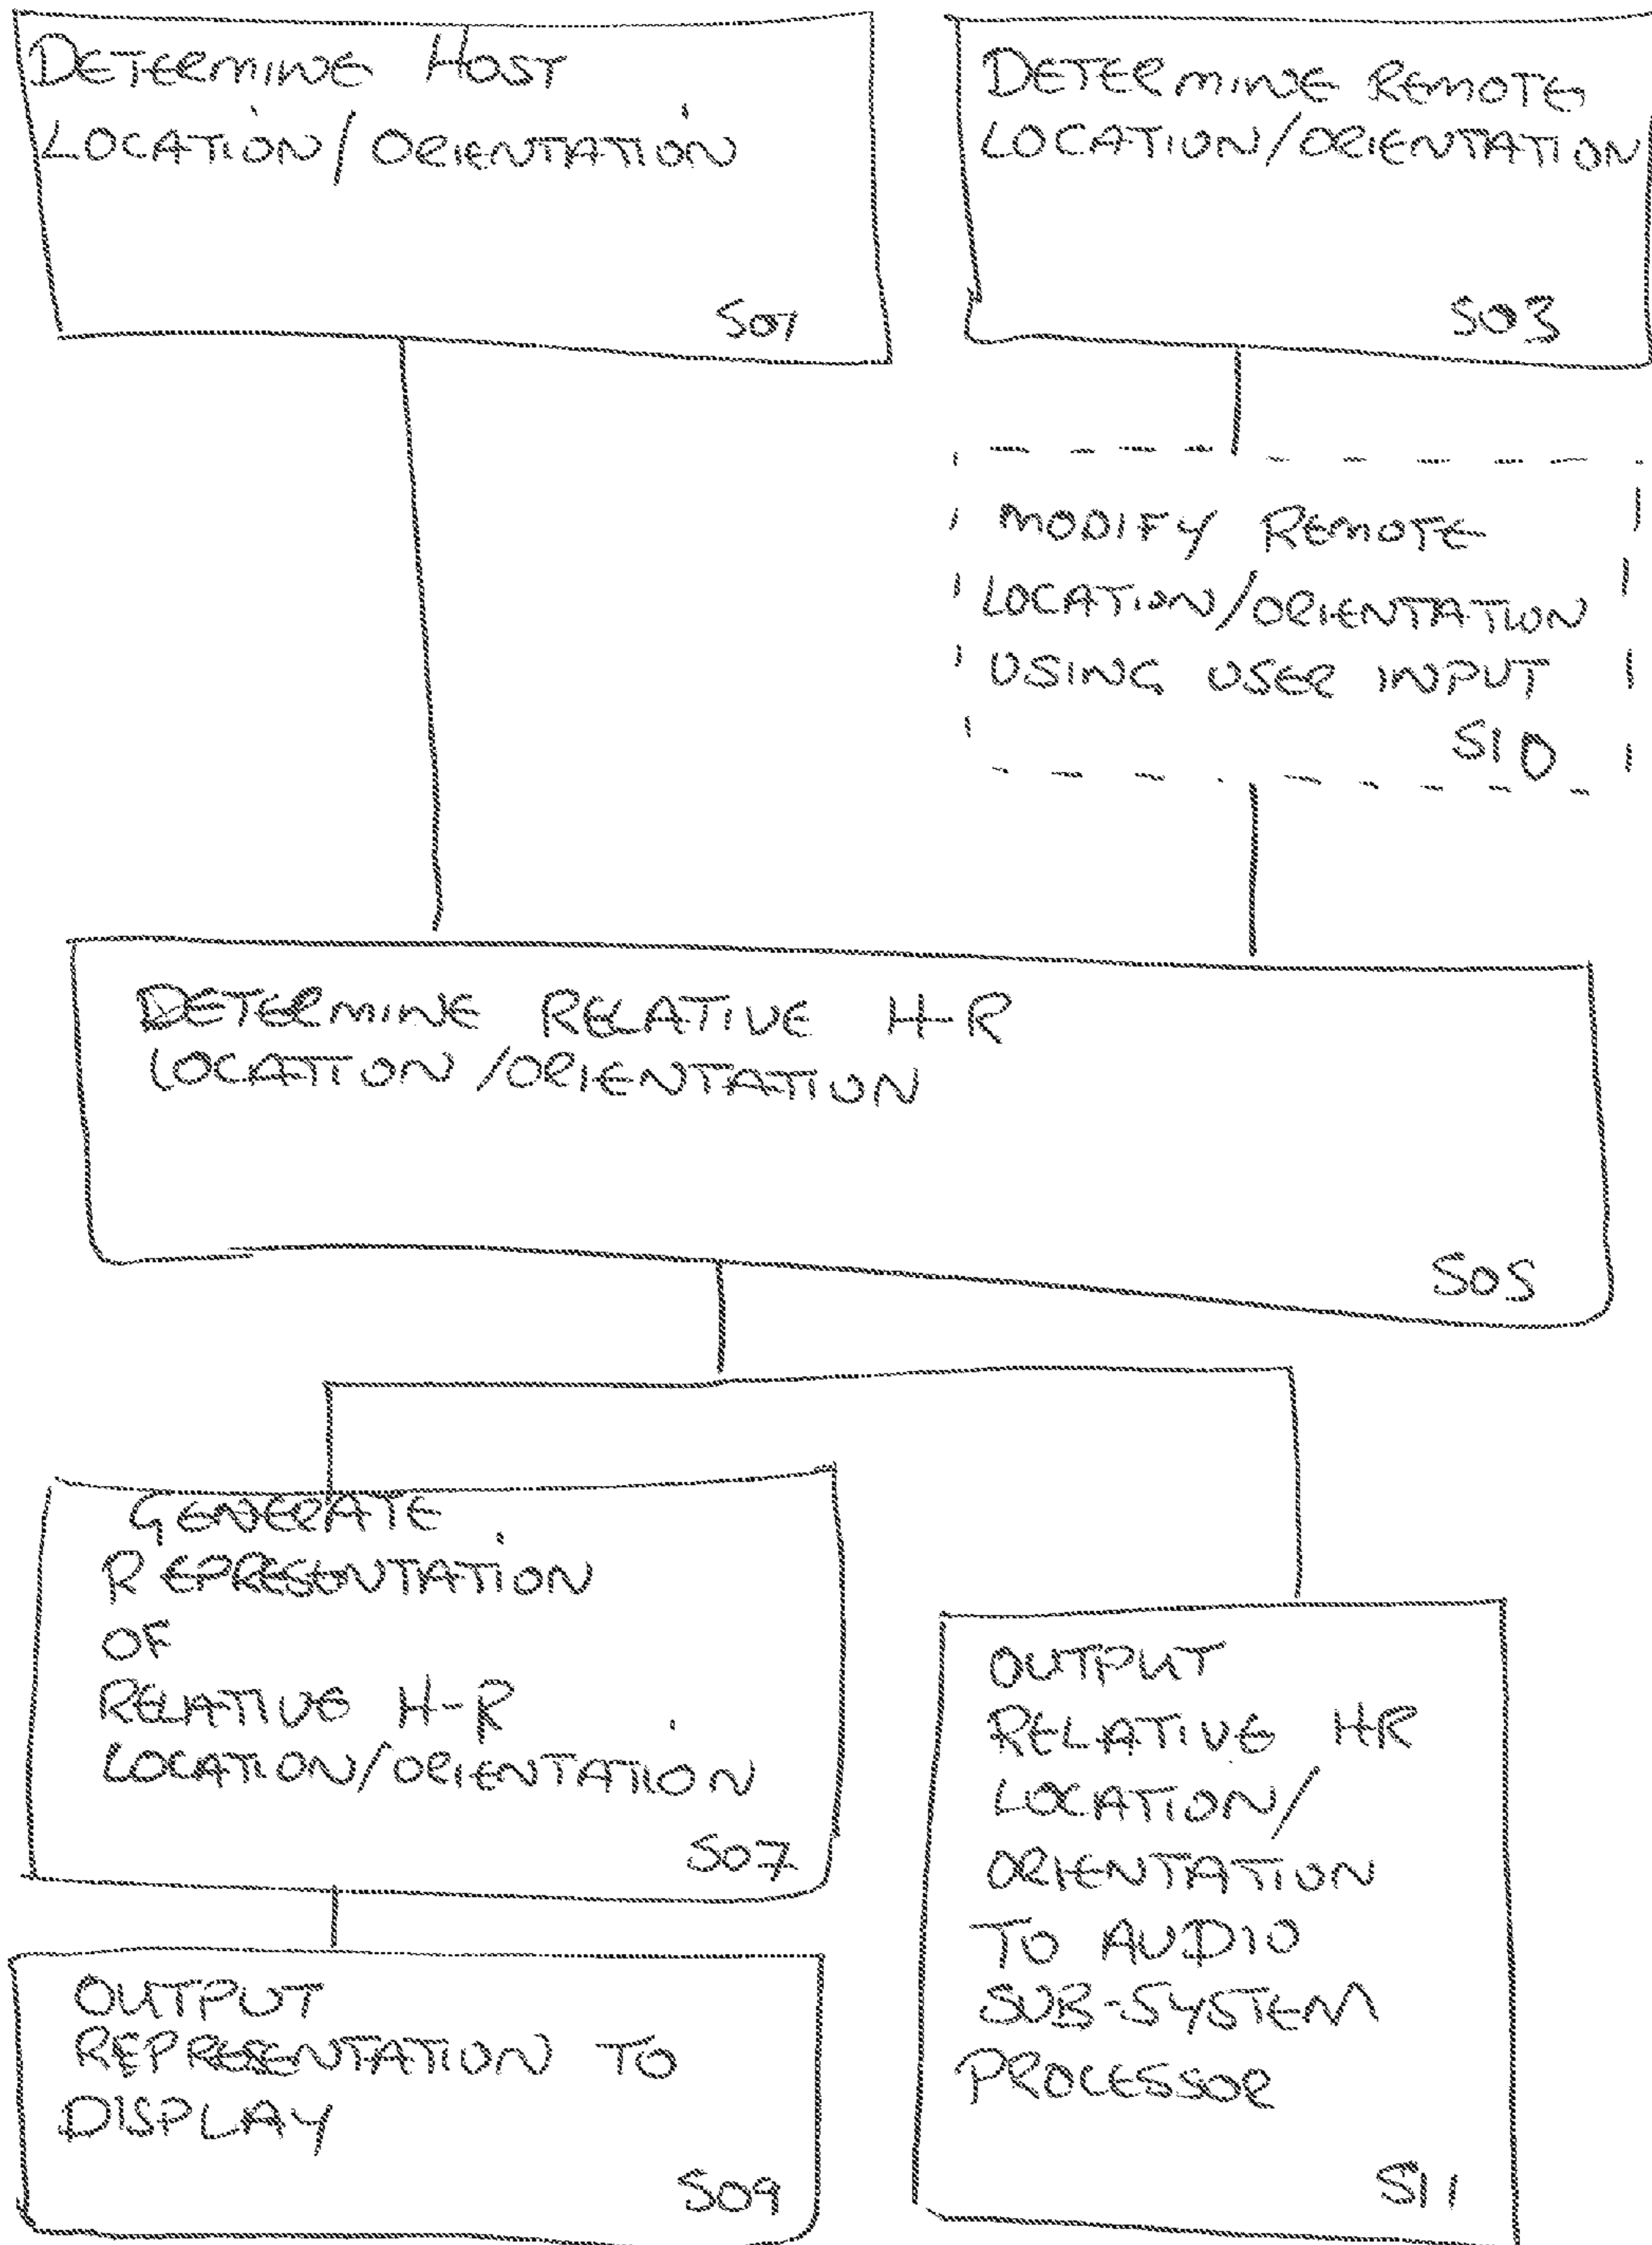 DETERMINE HOST
LOCATION/ORIENTATION
S01
DETERMINE REMOTE
LOCATION/ORIENTATION
S03
MODIFY REMOTE
LOCATION/ORIENTATION
USING USER INPUT
S10
DETERMINE RELATIVE H-R
LOCATION/ORIENTATION
S05
GENERATE
REPRESENTATION
OF
RELATIVE H-R
LOCATION/ORIENTATION
S07
OUTPUT
REPRESENTATION TO
DISPLAY
S09
OUTPUT
RELATIVE HR
LOCATION/
ORIENTATION
TO AUDIO
SUB-SYSTEM
PROCESSOR
S11